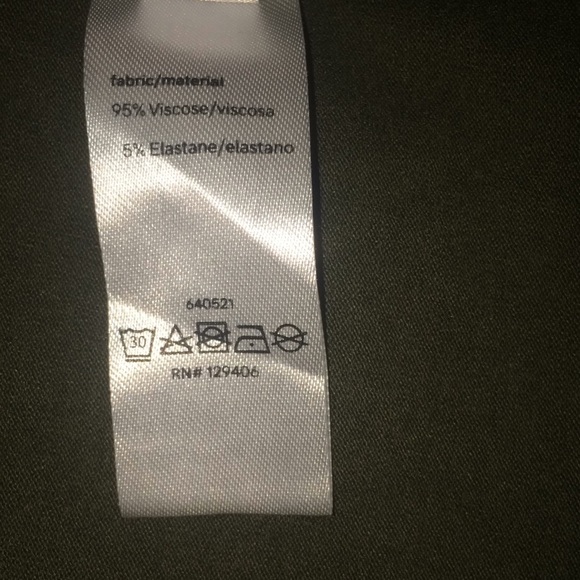 fabric/material
95% Viscose/viscosa
5% Elastane/elastano
640521
30
RN# 129406